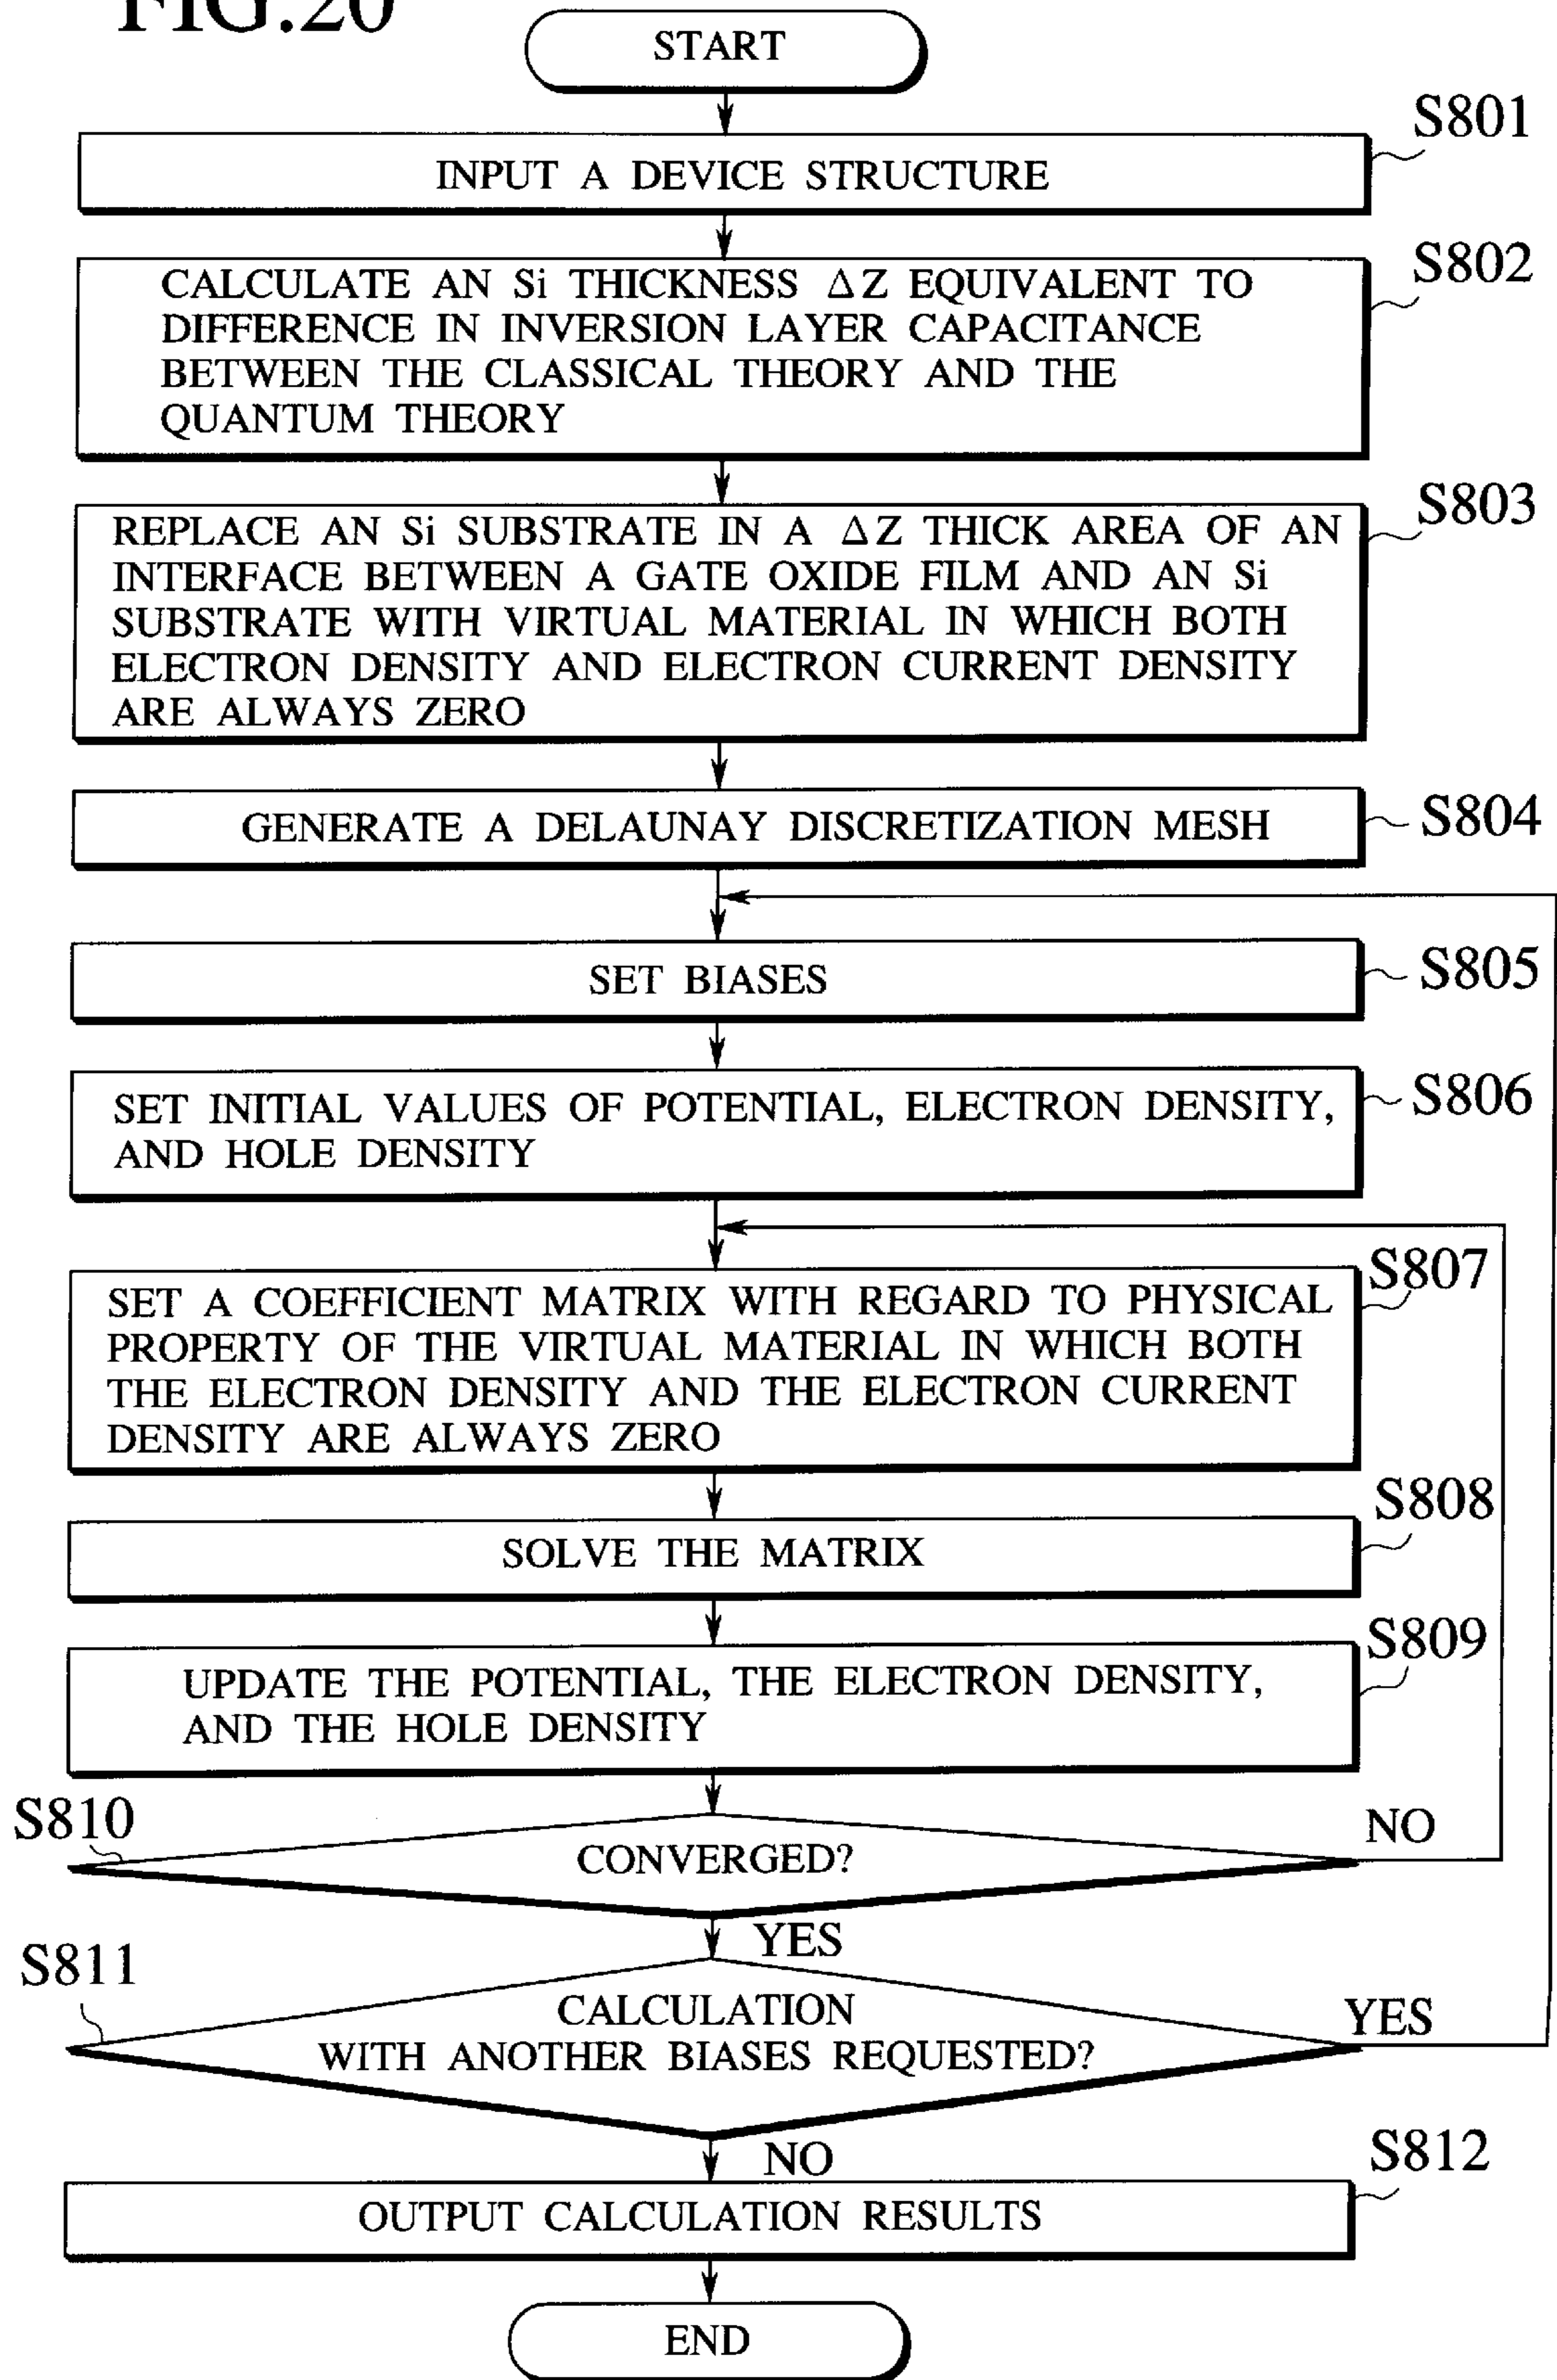 FIG.20
START
S801
INPUT A DEVICE STRUCTURE
S802
CALCULATE AN Si THICKNESS ΔZ EQUIVALENT TO
DIFFERENCE IN INVERSION LAYER CAPACITANCE
BETWEEN THE CLASSICAL THEORY AND THE
QUANTUM THEORY
S803
REPLACE AN Si SUBSTRATE IN A ΔZ THICK AREA OF AN
INTERFACE BETWEEN A GATE OXIDE FILM AND AN Si
SUBSTRATE WITH VIRTUAL MATERIAL IN WHICH BOTH
ELECTRON DENSITY AND ELECTRON CURRENT DENSITY
ARE ALWAYS ZERO
GENERATE A DELAUNAY DISCRETIZATION MESH
S804
SET BIASES
S805
S806
SET INITIAL VALUES OF POTENTIAL, ELECTRON DENSITY,
AND HOLE DENSITY
S807
SET A COEFFICIENT MATRIX WITH REGARD TO PHYSICAL
PROPERTY OF THE VIRTUAL MATERIAL IN WHICH BOTH
THE ELECTRON DENSITY AND THE ELECTRON CURRENT
DENSITY ARE ALWAYS ZERO
S808
SOLVE THE MATRIX
S809
UPDATE THE POTENTIAL, THE ELECTRON DENSITY,
AND THE HOLE DENSITY
S810
NO
CONVERGED?
YES
S811
CALCULATION
WITH ANOTHER BIASES REQUESTED?
YES
NO
S812
OUTPUT CALCULATION RESULTS
END